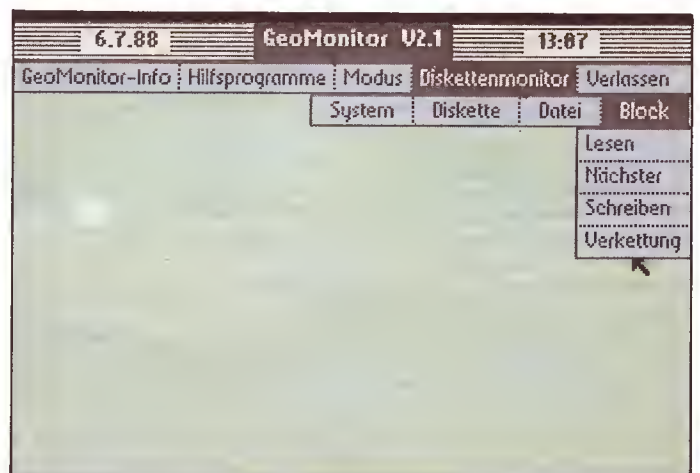 6.7.88 GeoMonitor V2.1 13:07
GeoMonitor-Info Hilfsprogramme Modus Diskettenmonitor Verlassen
System Diskette Datei Block
Lesen
Nächster
Schreiben
Verkettung